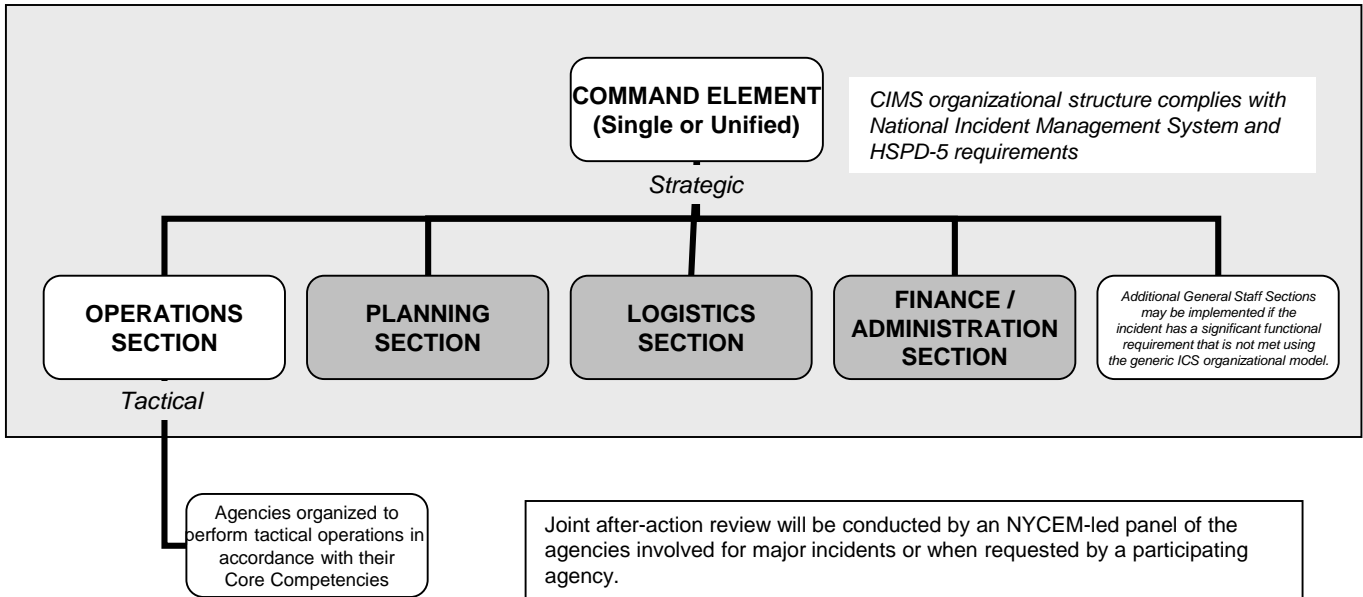 COMMAND ELEMENT
(Single or Unified)
CIMS organizational structure complies with
National Incident Management System and
HSPD-5 requirements
Strategic
OPERATIONS
SECTION
PLANNING
SECTION
LOGISTICS
SECTION
FINANCE /
ADMINISTRATION
SECTION
Additional General Staff Sections
may be implemented if the
incident has a significant functional
requirement that is not met using
the generic ICS organizational model.
Tactical
Agencies organized to
perform tactical operations in
accordance with their
Core Competencies
Joint after-action review will be conducted by an NYCEM-led panel of the
agencies involved for major incidents or when requested by a participating
agency.